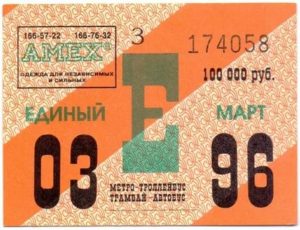 166-57-22 166-76-32
АМЕХ®
ОДЕЖДА ДЛЯ НЕЗАВИСИМЫХ
И СИЛЬНЫХ
3
174058
100 000 руб.
ЕДИНЫЙ Е МАРТ
03 96
МЕТРО-ТРОЛЛЕЙБУС
ТРАМВАЙ-АВТОБУС